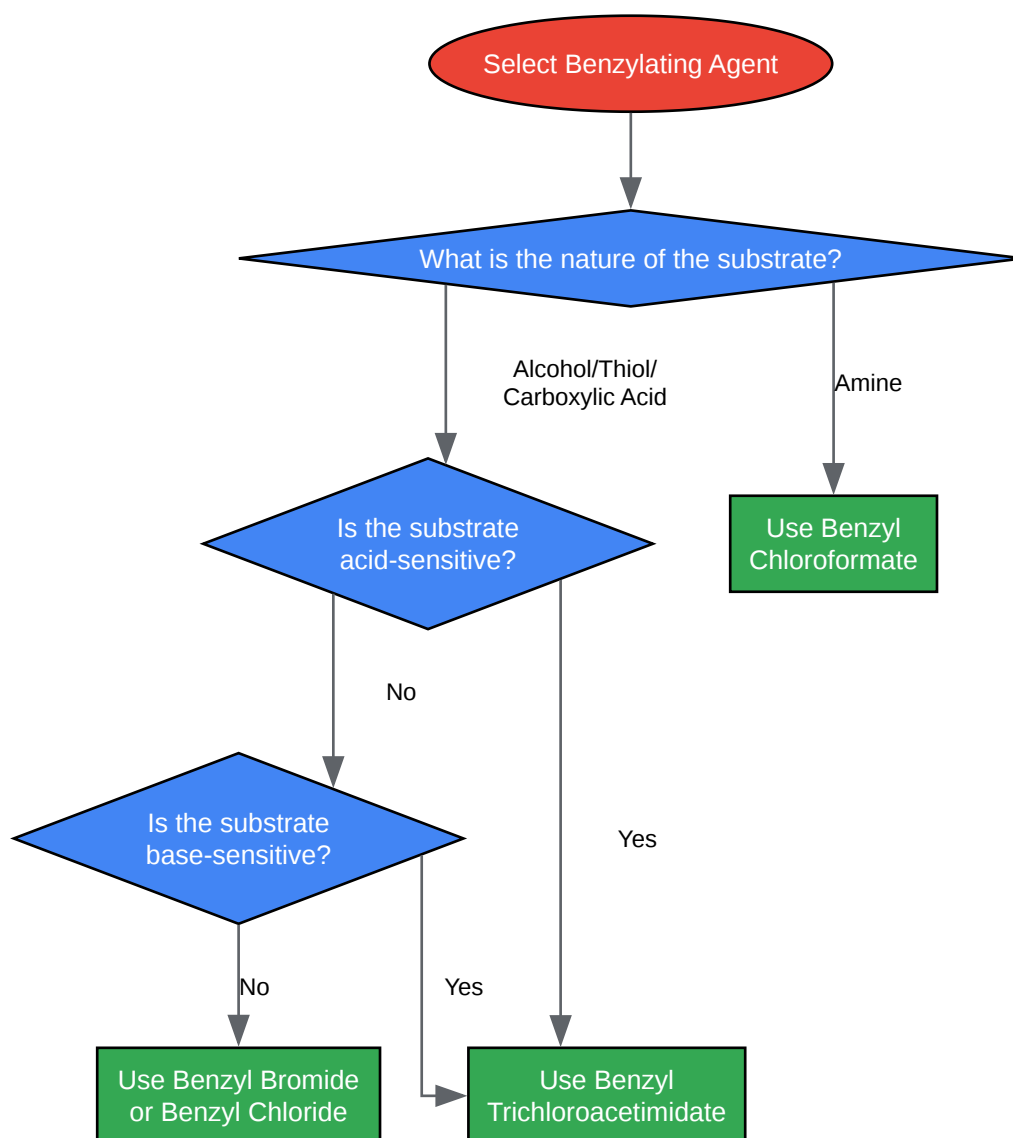 Select Benzylating Agent
What is the nature of the substrate?
Alcohol/Thiol/
Carboxylic Acid
Amine
Is the substrate
acid-sensitive?
Use Benzyl
Chloroformate
No
Is the substrate
base-sensitive?
Yes
No
Yes
Use Benzyl Bromide
or Benzyl Chloride
Use Benzyl
Trichloroacetimidate